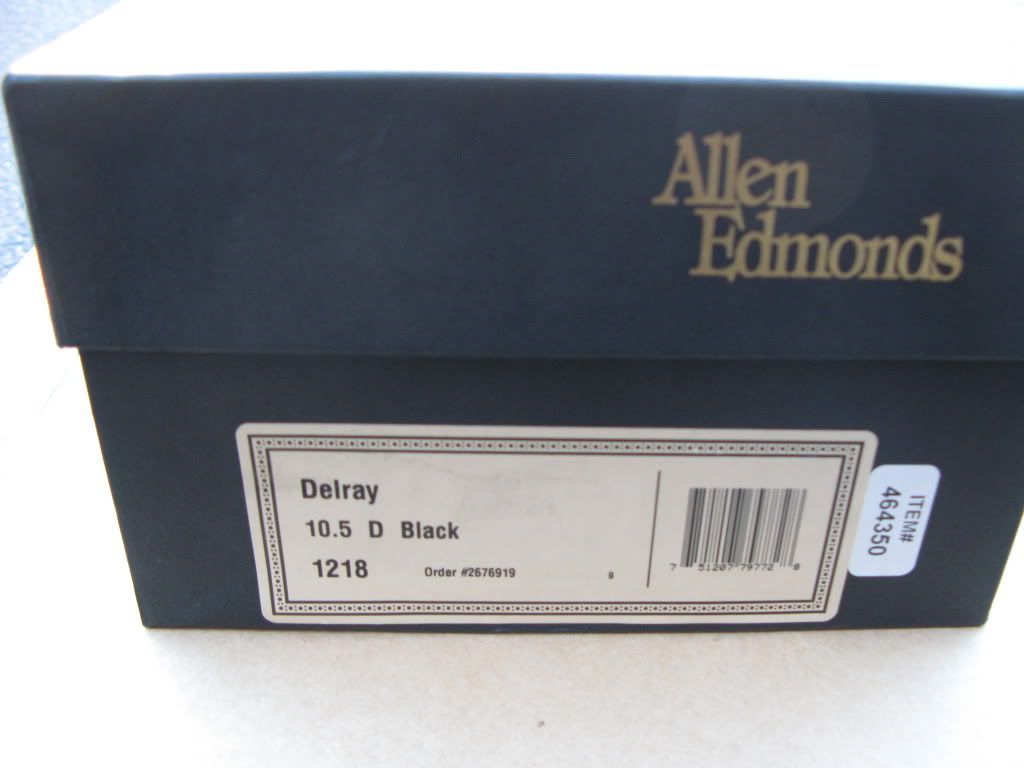 Allen
Edmonds
Delray
10.5 D Black
1218 Order #2676919 9
7 51207 79772 8
ITEM#
464350